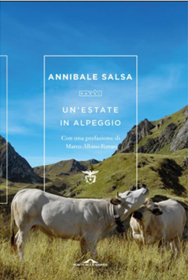 ANNIBALE SALSA
UN'ESTATE
IN ALPEGGIO
Con una prefazione di
Marco Albino Ferrari